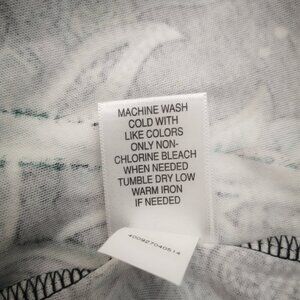 MACHINE WASH
COLD WITH
LIKE COLORS
ONLY NON-
CHLORINE BLEACH
WHEN NEEDED
TUMBLE DRY LOW
WARM IRON
IF NEEDED
400927040514